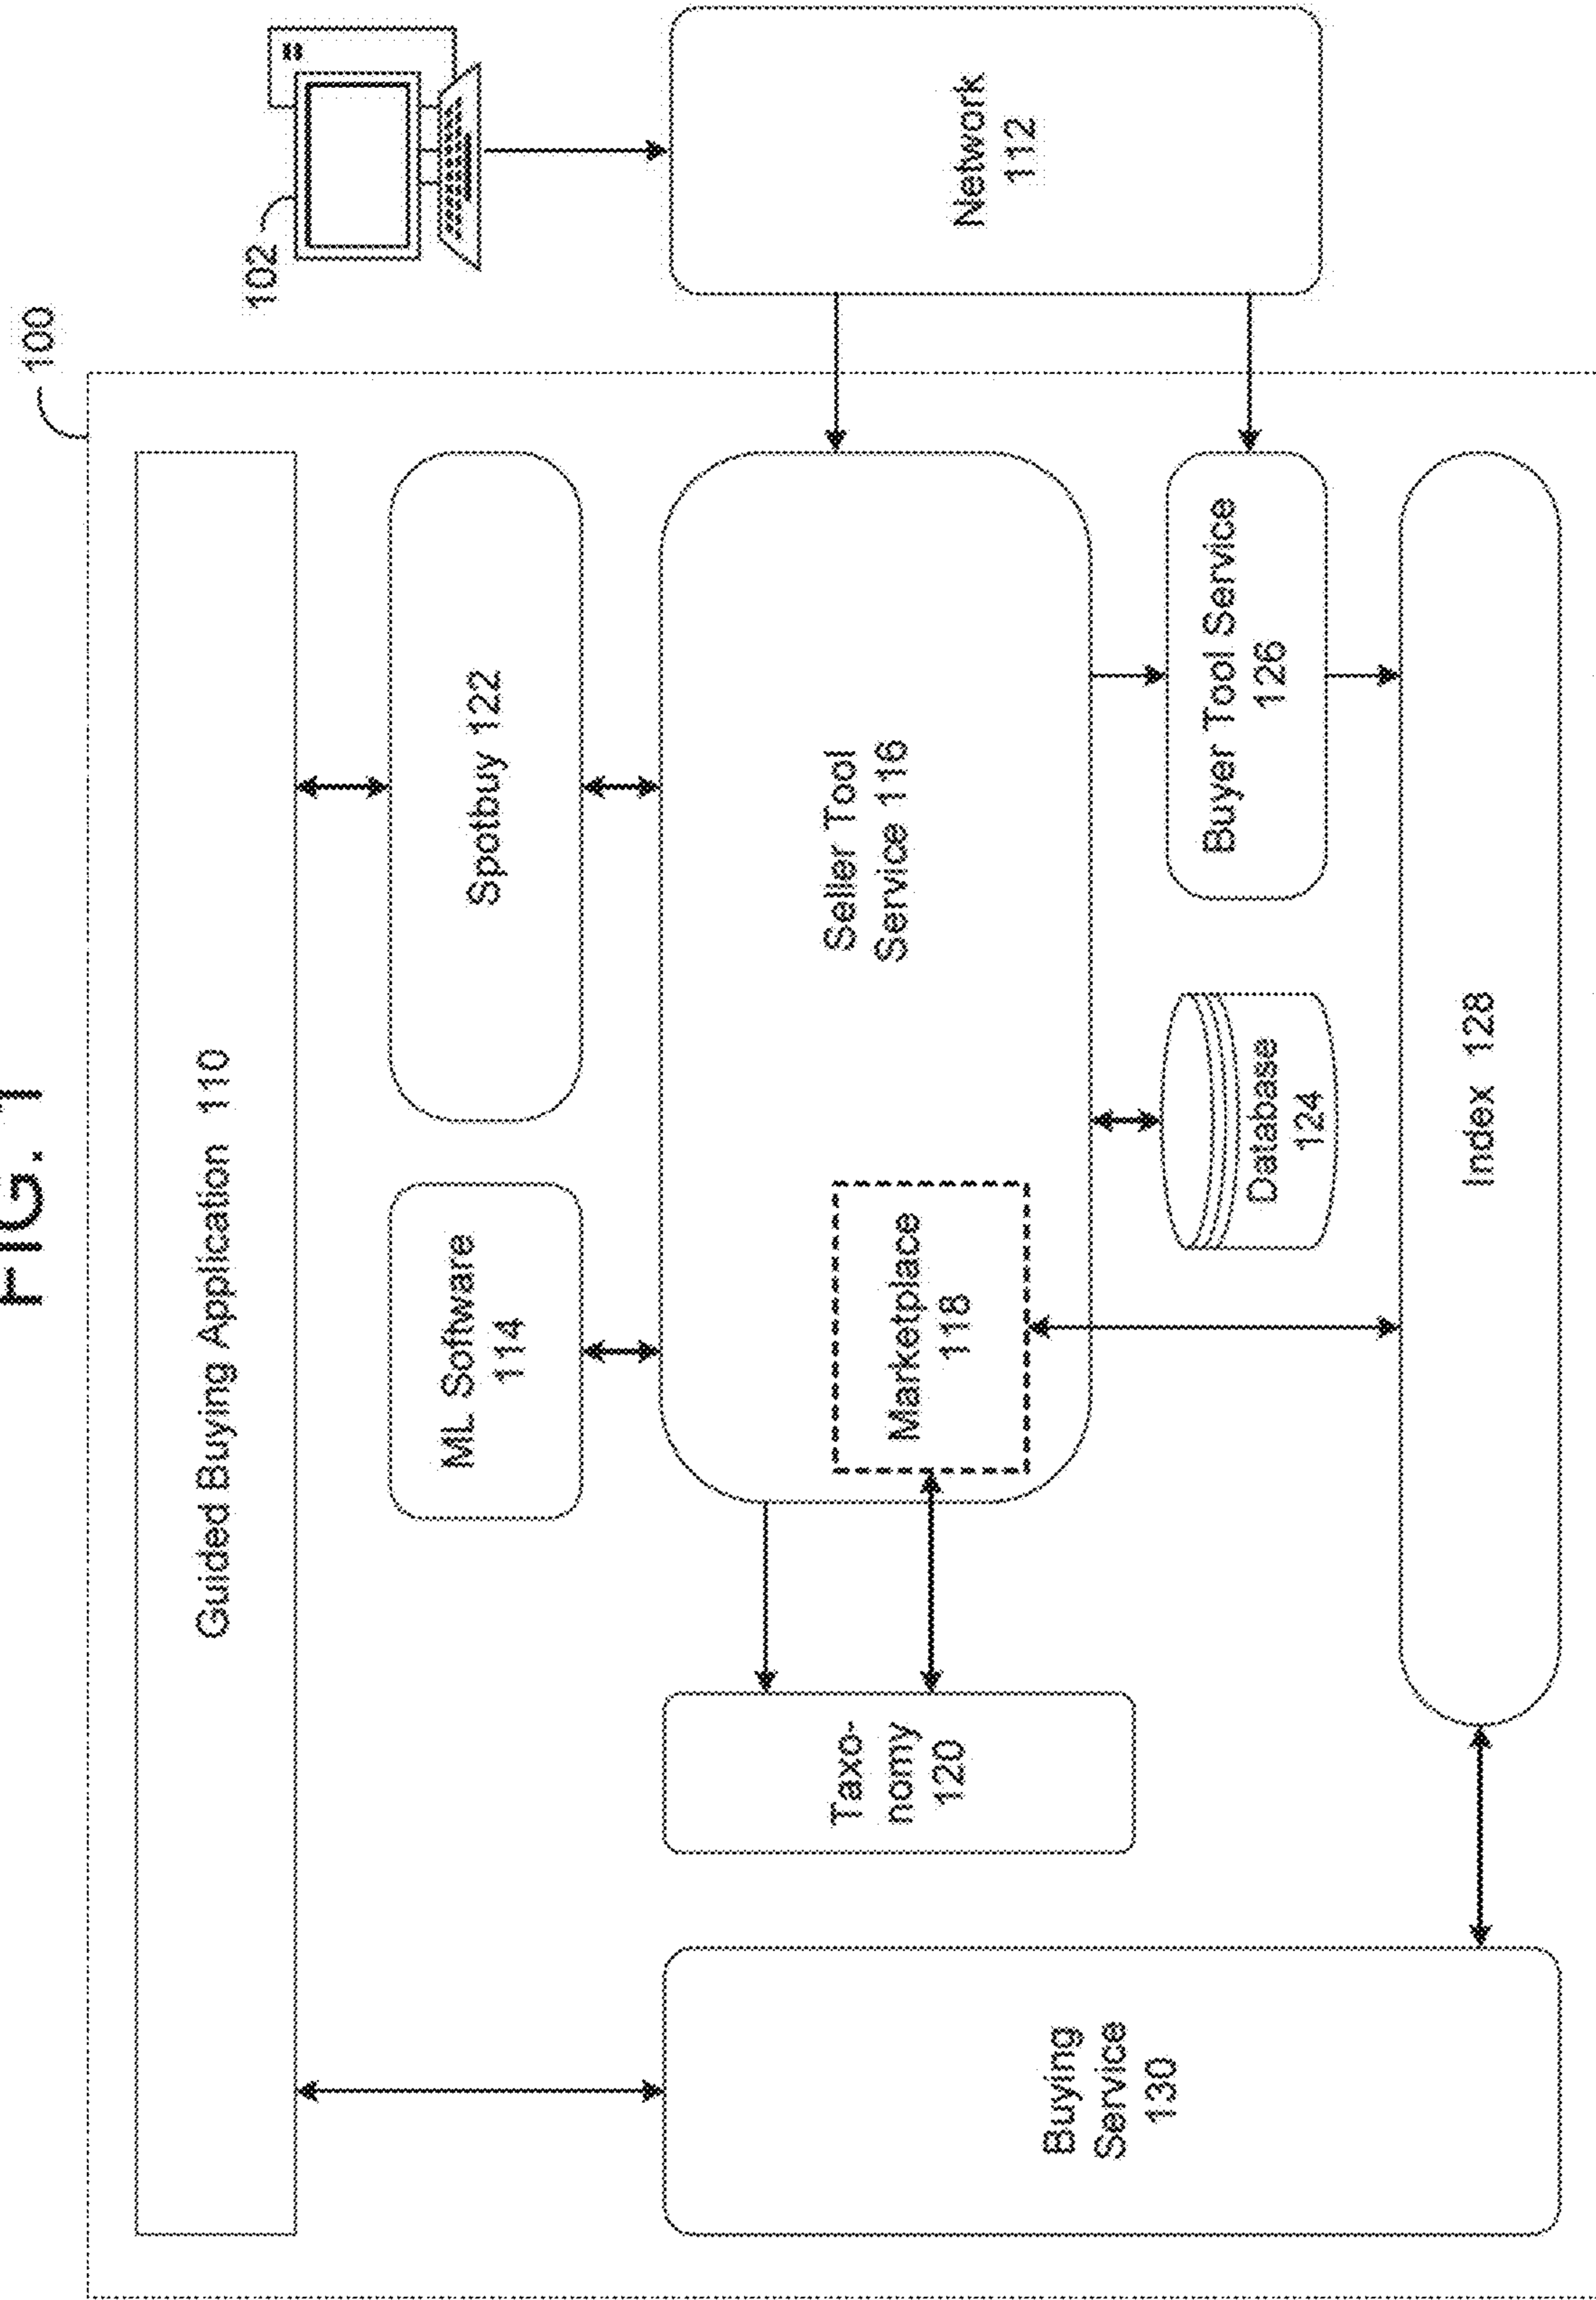 FIG. 1
100
102
Guided Buying Application 110
ML Software
114
Spotbuy 122
Network
112
Buying
Service
130
Taxo-
nomy
120
Marketplace
118
Seller Tool
Service 116
Database
124
Buyer Tool Service
126
Index 128